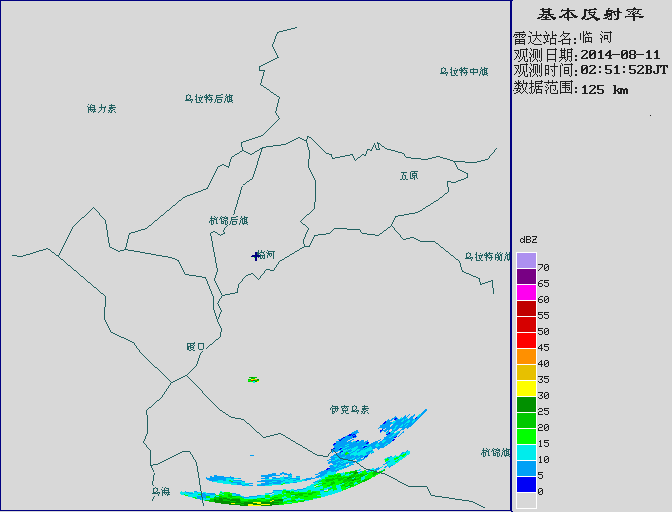 基本反射率
雷达站名:临 河
观测日期:2014-08-11
观测时间:02:51:52BJT
数据范围:125 km
乌拉特中旗
乌拉特后旗
海力素
五原
杭锦后旗
临河
乌拉特前旗
磴口
伊克乌素
杭锦旗
乌海
dBZ
70
65
60
55
50
45
40
35
30
25
20
15
10
5
0